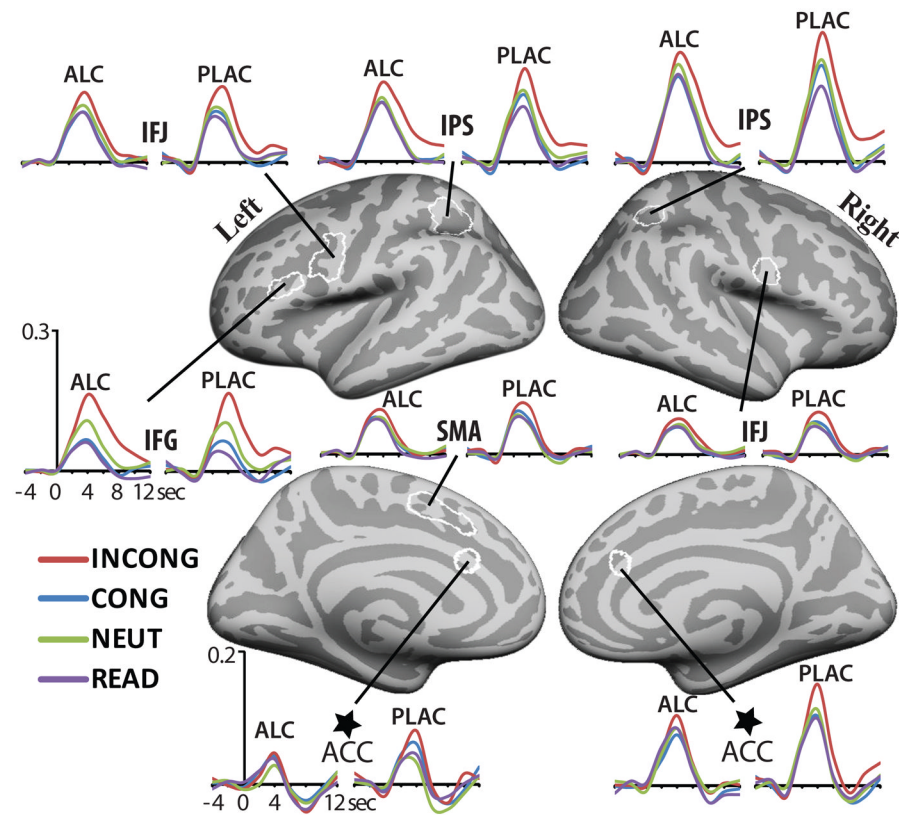 ALC PLAC ALC PLAC ALC PLAC
IFJ IPS IPS
Left Right
0.3
ALC PLAC ALC PLAC ALC PLAC
IFG SMA IFJ
-4 0 4 8 12 sec
INCONG
CONG
NEUT
READ
0.2
ALC PLAC ALC PLAC
ACC ACC
-4 0 4 12 sec